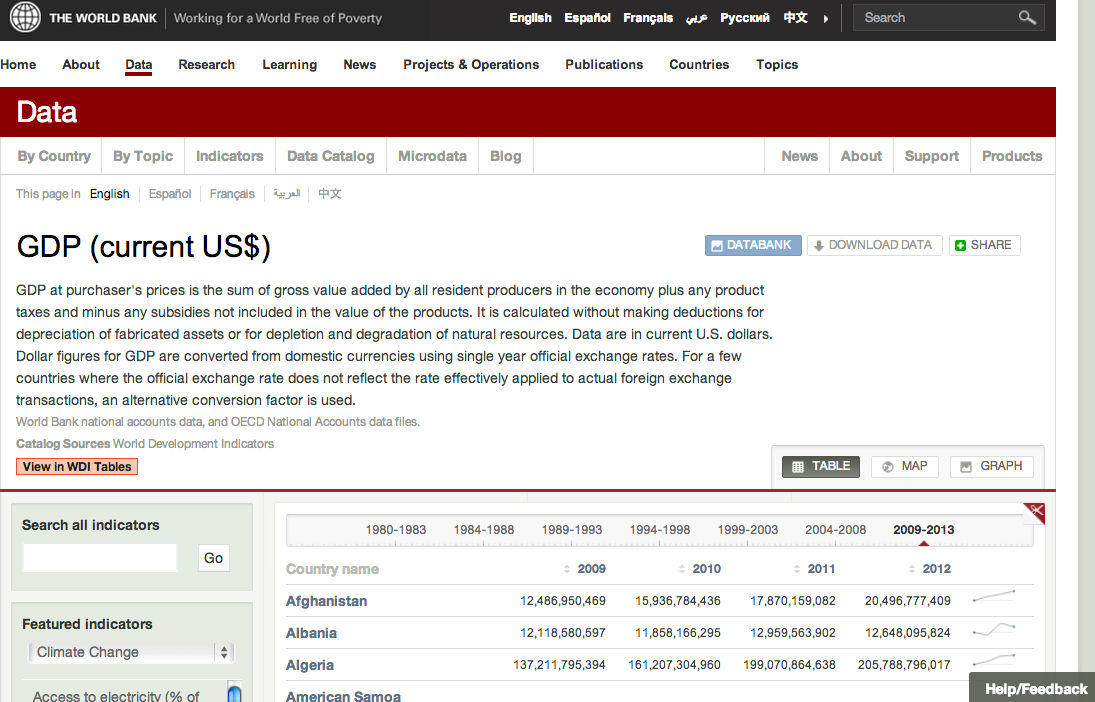 THE WORLD BANK Working for a World Free of Poverty English Español Français عربي Русский 中文 Search
Home About Data Research Learning News Projects & Operations Publications Countries Topics
Data
By Country By Topic Indicators Data Catalog Microdata Blog News About Support Products
This page in English Español Français العربية 中文
GDP (current US$)
DATABANK DOWNLOAD DATA SHARE
GDP at purchaser's prices is the sum of gross value added by all resident producers in the economy plus any product
taxes and minus any subsidies not included in the value of the products. It is calculated without making deductions for
depreciation of fabricated assets or for depletion and degradation of natural resources. Data are in current U.S. dollars.
Dollar figures for GDP are converted from domestic currencies using single year official exchange rates. For a few
countries where the official exchange rate does not reflect the rate effectively applied to actual foreign exchange
transactions, an alternative conversion factor is used.
World Bank national accounts data, and OECD National Accounts data files.
Catalog Sources World Development Indicators
View in WDI Tables
TABLE MAP GRAPH
Search all indicators
Go
Featured indicators
Climate Change
Access to electricity (% of
1980-1983 1984-1988 1989-1993 1994-1998 1999-2003 2004-2008 2009-2013
Country name 2009 2010 2011 2012
Afghanistan 12,486,950,469 15,936,784,436 17,870,159,082 20,496,777,409
Albania 12,118,580,597 11,858,166,295 12,959,563,902 12,648,095,824
Algeria 137,211,795,394 161,207,304,960 199,070,864,638 205,788,796,017
American Samoa
Help/Feedback